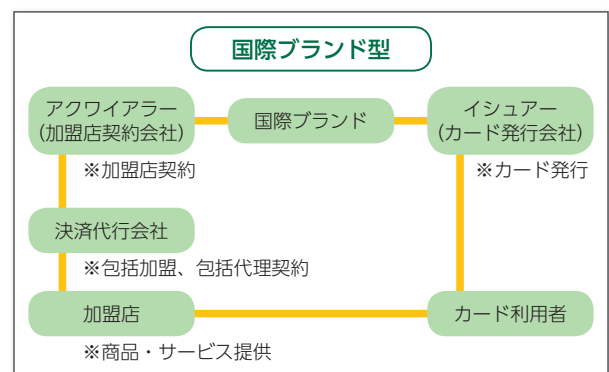 国際ブランド型
アクワイアラー
(加盟店契約会社)
国際ブランド
イシュアー
(カード発行会社)
※加盟店契約
※カード発行
決済代行会社
※包括加盟、包括代理契約
加盟店
カード利用者
※商品・サービス提供